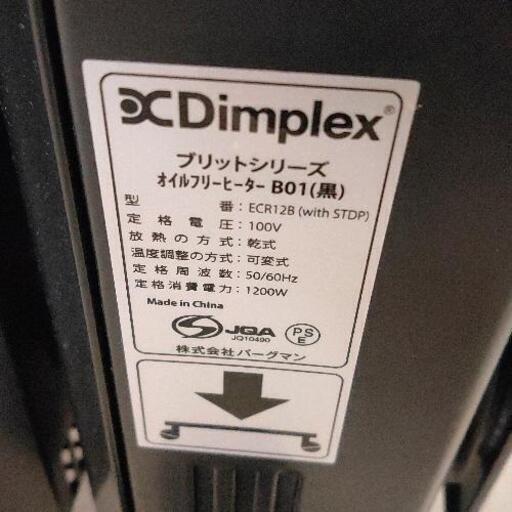 Dimplex®
ブリットシリーズ
オイルフリーヒーター B01(黒)
型 番：ECR12B (with STDP)
定格電圧：100V
放熱の方式：乾式
温度調整の方式：可変式
定格周波数：50/60Hz
定格消費電力：1200W
Made in China
JQA
JQ10490
PS
E
株式会社バーグマン